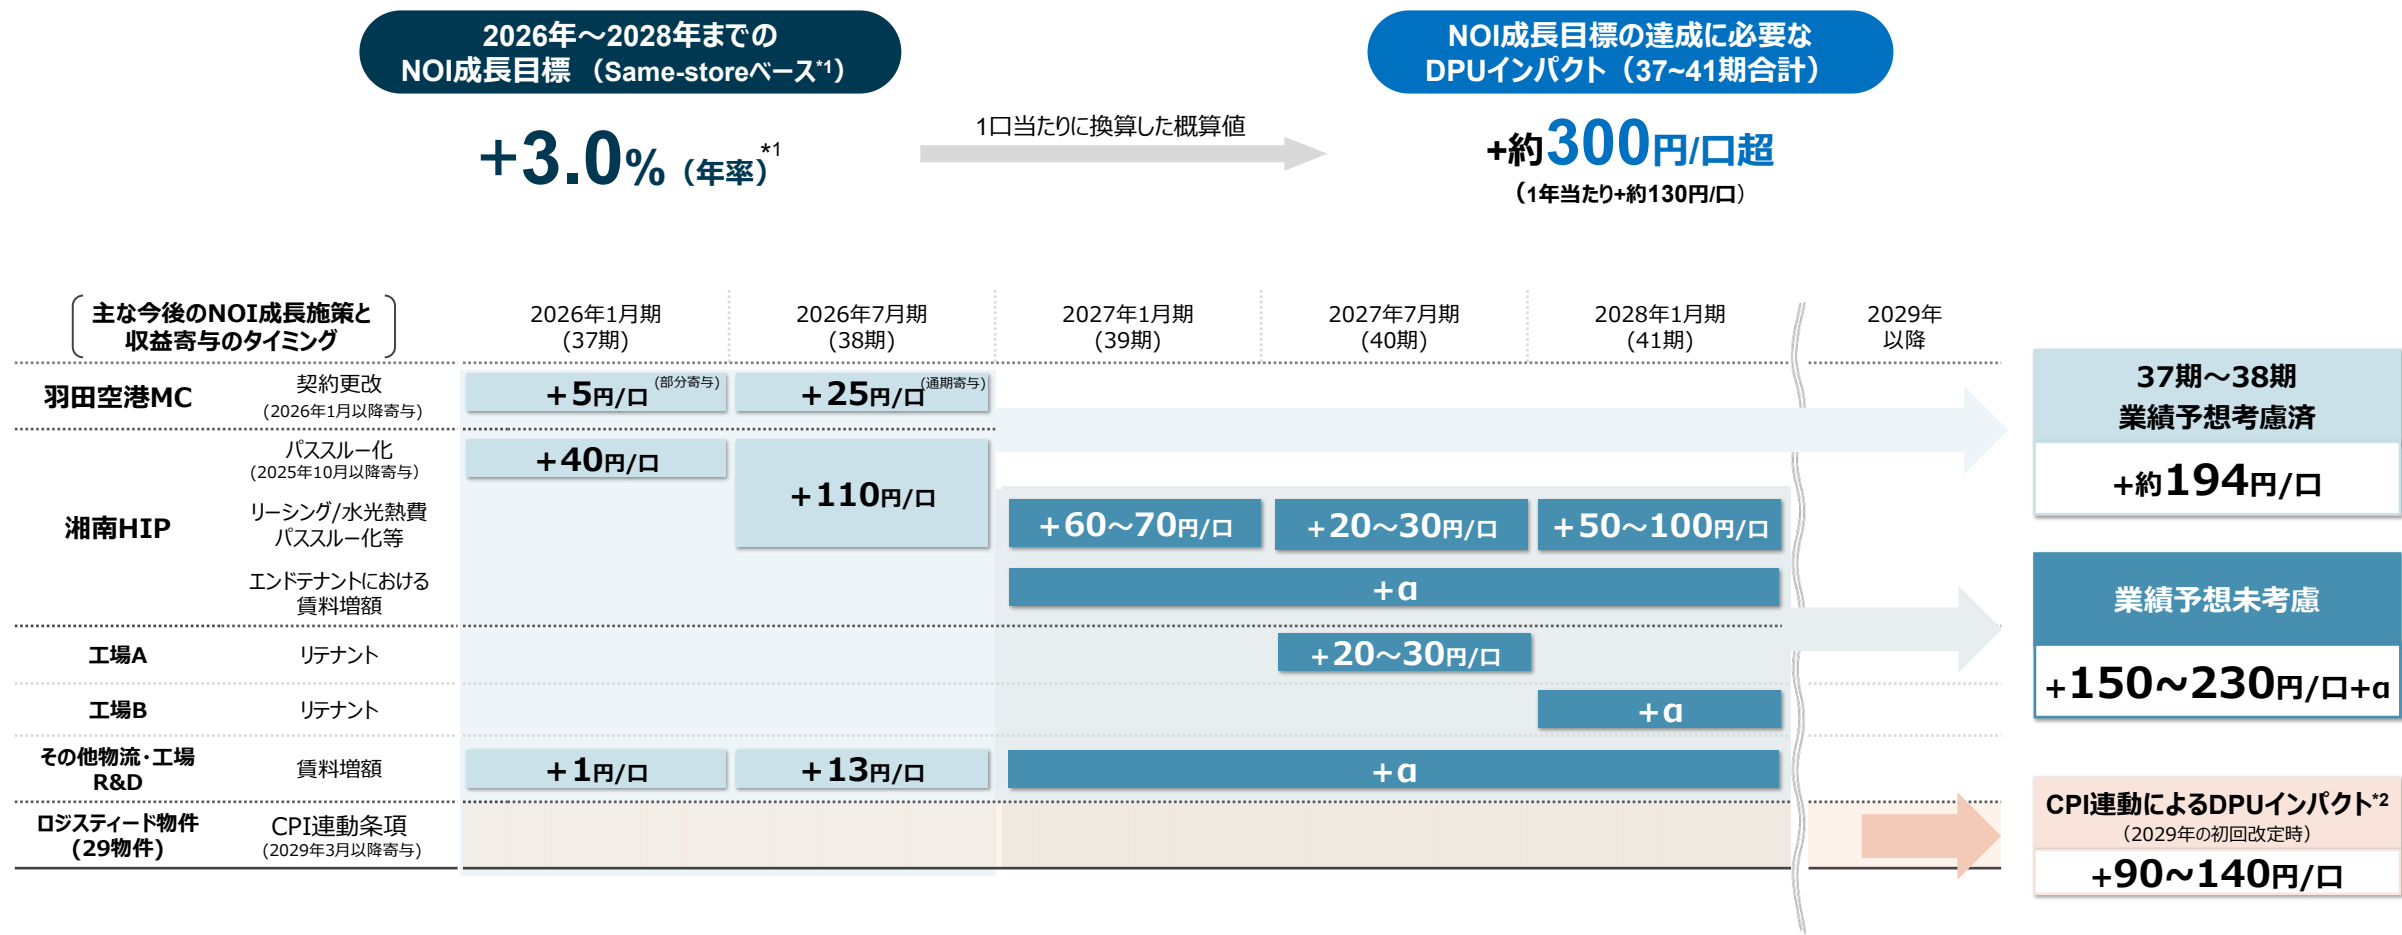 2026年～2028年までの
NOI成長目標 （Same-storeベース*1）
+3.0%（年率）*1
1口当たりに換算した概算値
NOI成長目標の達成に必要な
DPUインパクト（37~41期合計）
+約300円/口超
（1年当たり+約130円/口）
主な今後のNOI成長施策と
収益寄与のタイミング
2026年1月期
(37期)
2026年7月期
(38期)
2027年1月期
(39期)
2027年7月期
(40期)
2028年1月期
(41期)
2029年
以降
羽田空港MC
契約更改
(2026年1月以降寄与)
+5円/口 (部分寄与)
+25円/口 (通期寄与)
湘南HIP
パススルー化
(2025年10月以降寄与)
+40円/口
+110円/口
リーシング/水光熱費
パススルー化等
+60～70円/口
+20～30円/口
+50～100円/口
エンドテナントにおける
賃料増額
+α
工場A
リテナント
+20～30円/口
工場B
リテナント
+α
その他物流・工場
R&D
賃料増額
+1円/口
+13円/口
+α
ロジスティード物件
(29物件)
CPI連動条項
(2029年3月以降寄与)
37期～38期
業績予想考慮済
+約194円/口
業績予想未考慮
+150～230円/口+α
CPI連動によるDPUインパクト*2
（2029年の初回改定時）
+90～140円/口